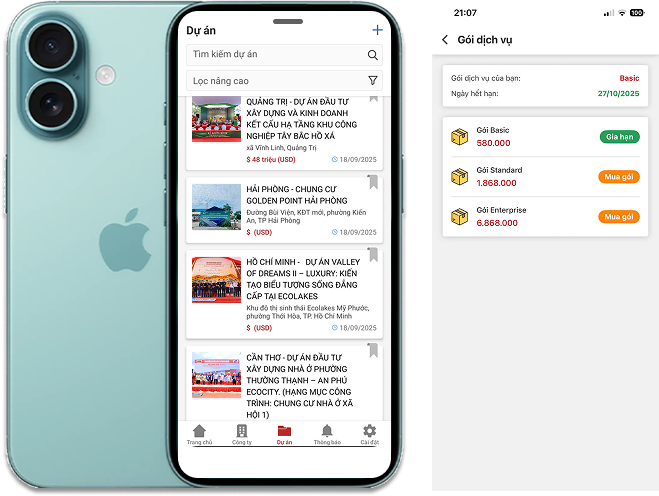 Dự án
+
Tìm kiếm dự án
Lọc nâng cao
QUẢNG TRỊ - DỰ ÁN ĐẦU TƯ
XÂY DỰNG VÀ KINH DOANH
KẾT CẤU HẠ TẦNG KHU CÔNG
NGHIỆP TÂY BẮC HỒ XÁ
xã Vĩnh Linh, Quảng Trị
$ 48 triệu (USD)
18/09/2025
HẢI PHÒNG - CHUNG CƯ
GOLDEN POINT HẢI PHÒNG
Đường Bùi Viện, KĐT mới, phường Kiến
An, TP Hải Phòng
$ (USD)
18/09/2025
HỒ CHÍ MINH - DỰ ÁN VALLEY
OF DREAMS II – LUXURY: KIẾN
TẠO BIỂU TƯỢNG SỐNG ĐẲNG
CẤP TẠI ECOLAKES
Khu đô thị sinh thái Ecolakes Mỹ Phước,
phường Thới Hòa, TP. Hồ Chí Minh
$ (USD)
18/09/2025
CẦN THƠ - DỰ ÁN ĐẦU TƯ
XÂY DỰNG NHÀ Ở PHƯỜNG
THƯỜNG THẠNH – AN PHÚ
ECOCITY. (HẠNG MỤC CÔNG
TRÌNH: CHUNG CƯ NHÀ Ở XÃ
HỘI 1)
Trang chủ
Công ty
Dự án
Thông báo
Cài đặt
21:07
100
Gói dịch vụ
Gói dịch vụ của bạn:
Basic
Ngày hết hạn:
27/10/2025
Gói Basic
580.000
Gia hạn
Gói Standard
1.868.000
Mua gói
Gói Enterprise
6.868.000
Mua gói